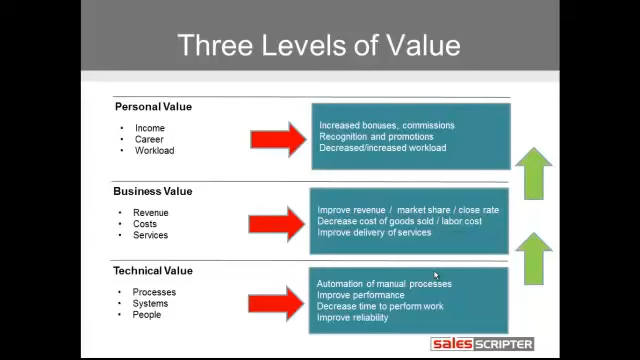 Three Levels of Value
Personal Value
• Income
• Career
• Workload
Increased bonuses, commissions
Recognition and promotions
Decreased/increased workload
Business Value
• Revenue
• Costs
• Services
Improve revenue / market share / close rate
Decrease cost of goods sold / labor cost
Improve delivery of services
Technical Value
• Processes
• Systems
• People
Automation of manual processes
Improve performance
Decrease time to perform work
Improve reliability
salesSCRIPTER